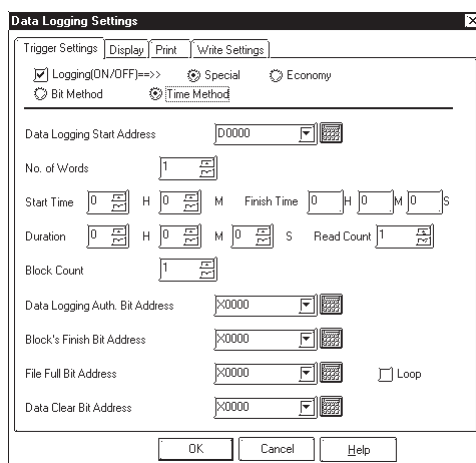 Data Logging Settings
Trigger Settings Display Print Write Settings
Logging(ON/OFF)==>> Special Economy
Bit Method Time Method
Data Logging Start Address D0000
No. of Words 1
Start Time 0 H 0 M Finish Time 0 H 0 M 0 S
Duration 0 H 0 M 0 S Read Count 1
Block Count 1
Data Logging Auth. Bit Address X0000
Block's Finish Bit Address X0000
File Full Bit Address X0000 Loop
Data Clear Bit Address X0000
OK Cancel Help